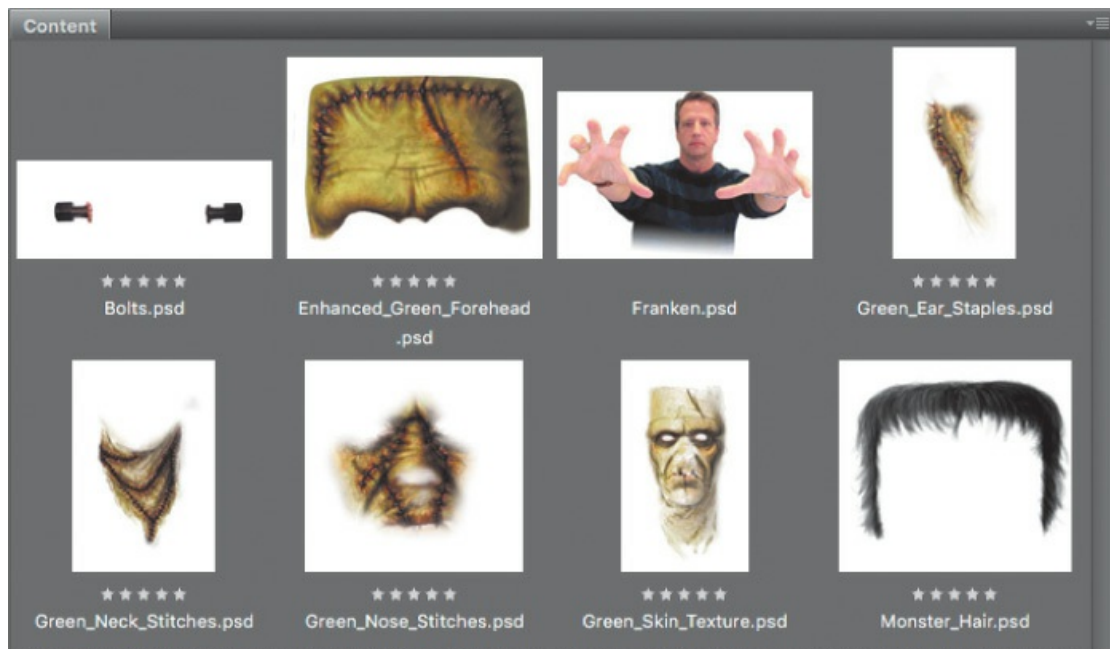 Content
Bolts.psd
Enhanced_Green_Forehead
.psd
Franken.psd
Green_Ear_Staples.psd
Green_Neck_Stitches.psd
Green_Nose_Stitches.psd
Green_Skin_Texture.psd
Monster_Hair.psd